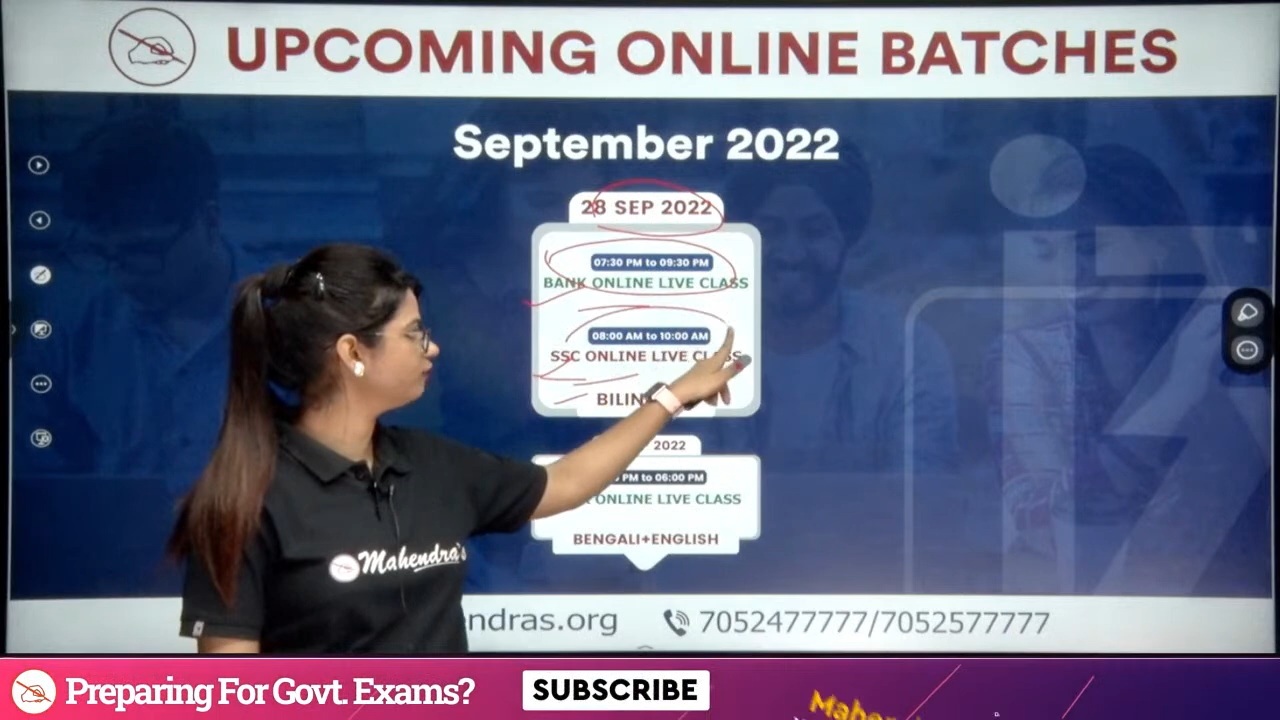 UPCOMING ONLINE BATCHES
September 2022
28 SEP 2022
07:30 PM to 09:30 PM
BANK ONLINE LIVE CLASS
08:00 AM to 10:00 AM
SSC ONLINE LIVE CLASS
2022
PM to 06:00 PM
ONLINE LIVE CLASS
BENGALI+ENGLISH
Mahendra's
ndras.org 7052477777/7052577777
Preparing For Govt. Exams?
SUBSCRIBE